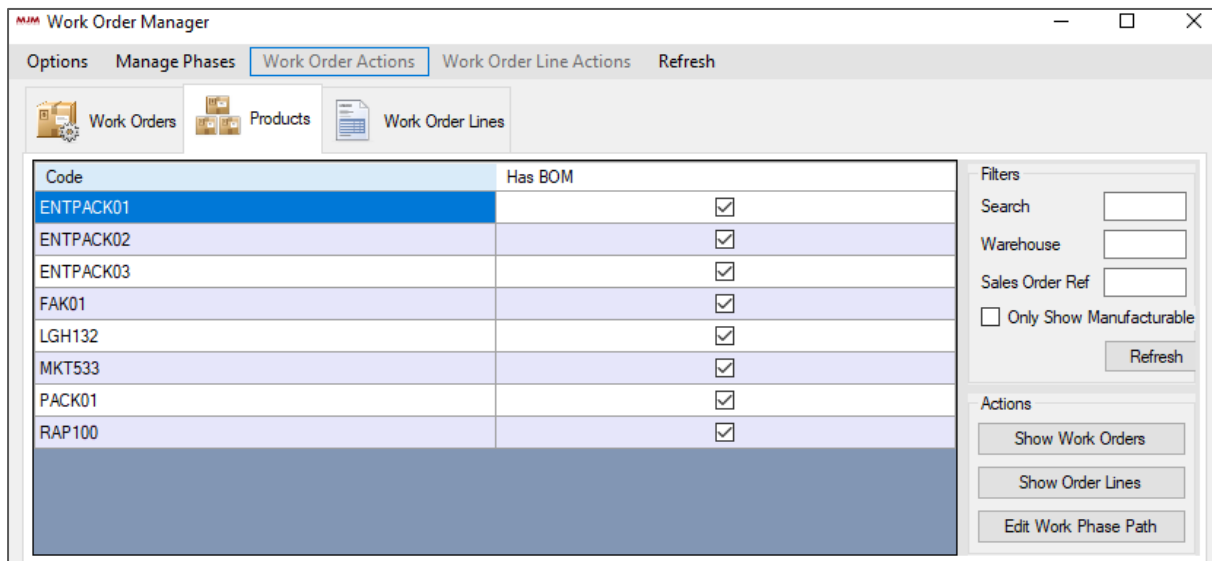 MJM Work Order Manager
Options Manage Phases Work Order Actions Work Order Line Actions Refresh
Work Orders Products Work Order Lines
Code Has BOM
ENTPACK01
ENTPACK02
ENTPACK03
FAK01
LGH132
MKT533
PACK01
RAP100
Filters
Search
Warehouse
Sales Order Ref
Only Show Manufacturable
Refresh
Actions
Show Work Orders
Show Order Lines
Edit Work Phase Path